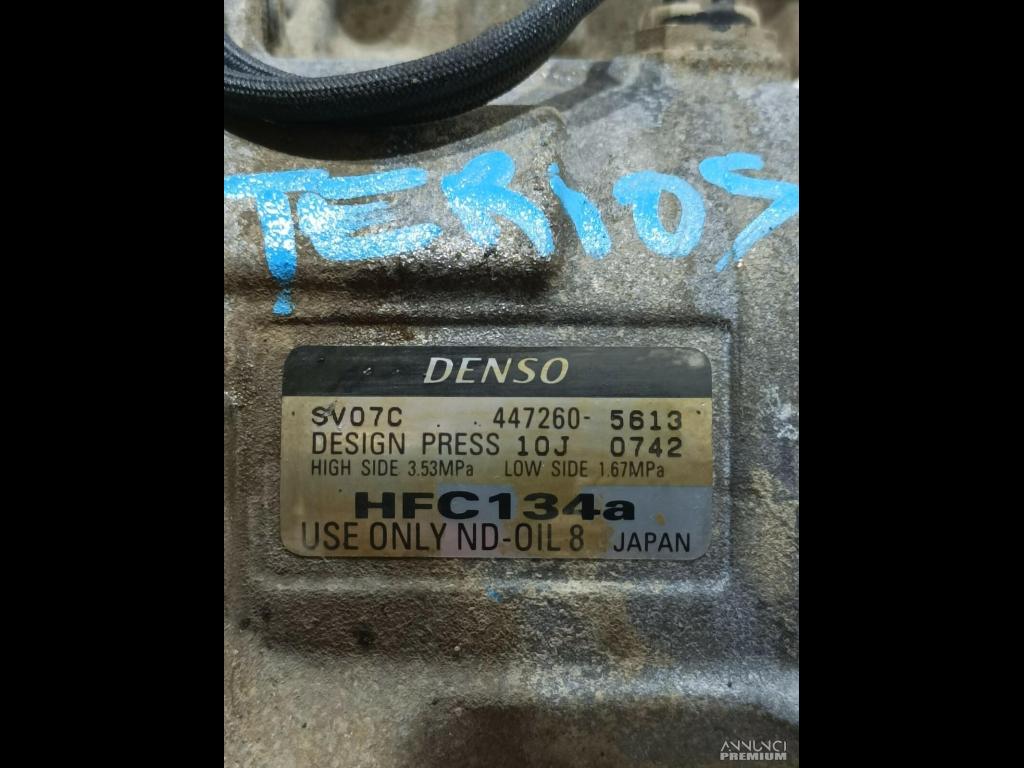 TERIOS
DENSO
SV07C 447260- 5613
DESIGN PRESS 10J 0742
HIGH SIDE 3.53MPa LOW SIDE 1.67MPa
HFC134a
USE ONLY ND-OIL 8 JAPAN
ANNUNCI
PREMIUM